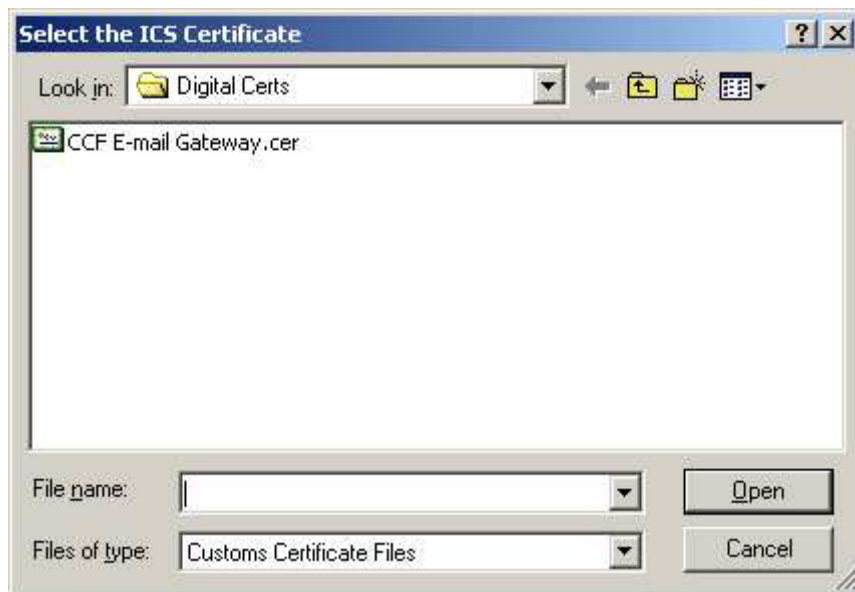 Select the ICS Certificate
Look in: Digital Certs
CCF E-mail Gateway.cer
File name:
Open
Files of type: Customs Certificate Files
Cancel